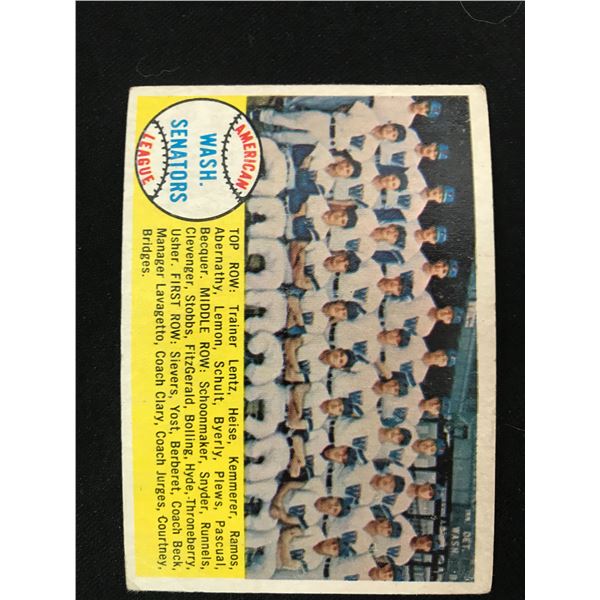 AMERICAN
WASH.
SENATORS
LEAGUE
TOP ROW: Trainer Lentz, Heise, Kemmerer, Ramos,
Abernathy, Lemon, Schult, Byerly, Plews, Pascual,
Becquer. MIDDLE ROW: Schoonmaker, Snyder, Runnels,
Clevenger, Stobbs, FitzGerald, Bolling, Hyde, Throneberry,
Usher. FIRST ROW: Sievers, Yost, Berberet, Coach Beck,
Manager Lavagetto, Coach Clary, Coach Jurges, Courtney,
Bridges.
DET.
WASH.